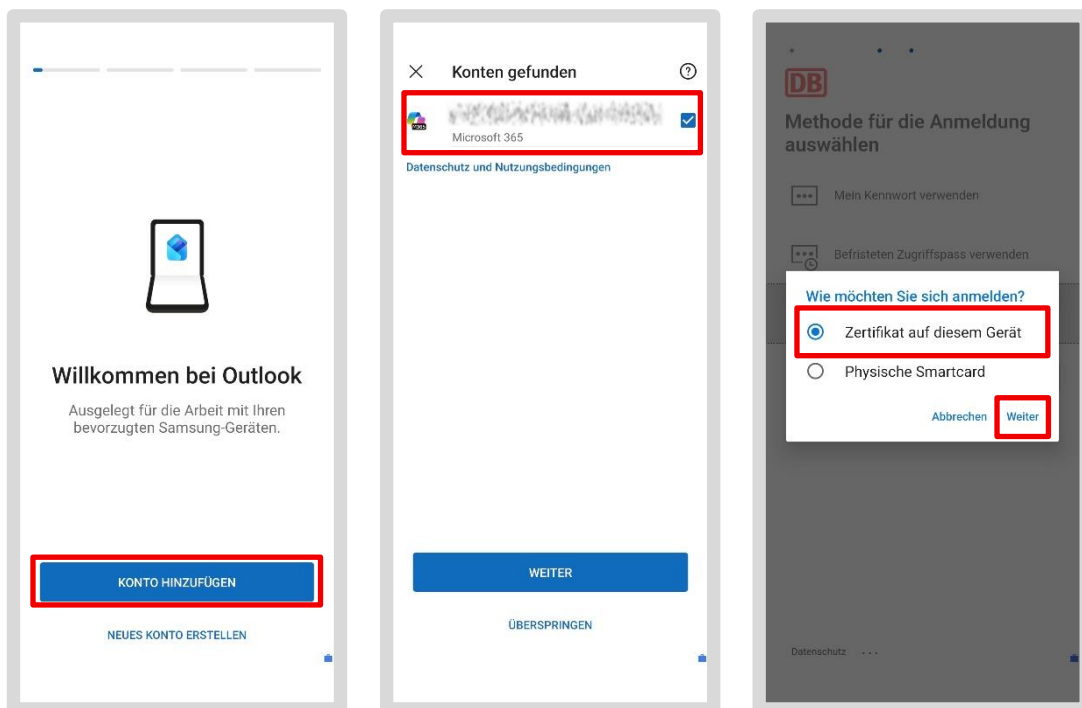 Willkommen bei Outlook
Ausgelegt für die Arbeit mit Ihren
bevorzugten Samsung-Geräten.
KONTO HINZUFÜGEN
NEUES KONTO ERSTELLEN
Konten gefunden
M365
Microsoft 365
Datenschutz und Nutzungsbedingungen
WEITER
ÜBERSPRINGEN
DB
Methode für die Anmeldung
auswählen
Mein Kennwort verwenden
Befristeten Zugriffspass verwenden
Wie möchten Sie sich anmelden?
Zertifikat auf diesem Gerät
Physische Smartcard
Abbrechen Weiter
Datenschutz ...